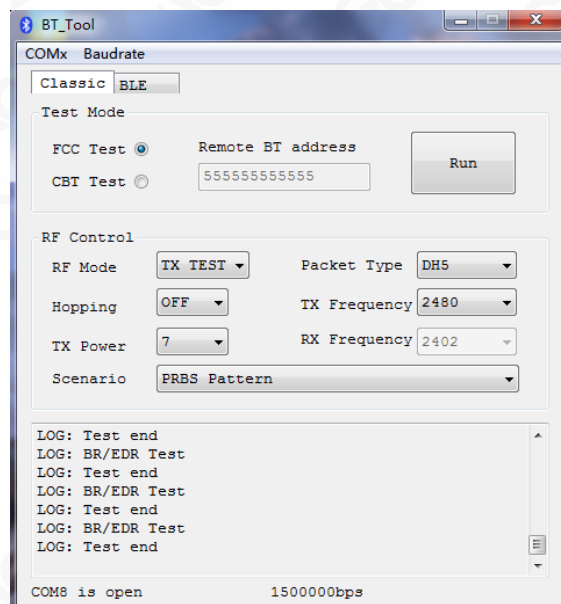 BT_Tool
COMx Baudrate
Classic BLE
Test Mode
FCC Test Remote BT address
CBT Test 555555555555 Run
RF Control
RF Mode TX TEST Packet Type DH5
Hopping OFF TX Frequency 2480
TX Power 7 RX Frequency 2402
Scenario PRBS Pattern
LOG: Test end
LOG: BR/EDR Test
LOG: Test end
LOG: BR/EDR Test
LOG: Test end
LOG: BR/EDR Test
LOG: Test end
COM8 is open 1500000bps